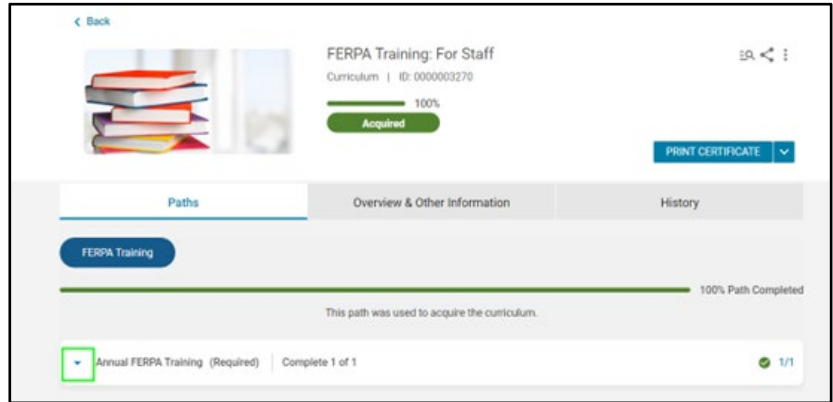 Back
FERPA Training: For Staff
Curriculum | ID: 0000003270
100%
Acquired
PRINT CERTIFICATE
Paths
Overview & Other Information
History
FERPA Training
100% Path Completed
This path was used to acquire the curriculum.
Annual FERPA Training (Required) | Complete 1 of 1
1/1